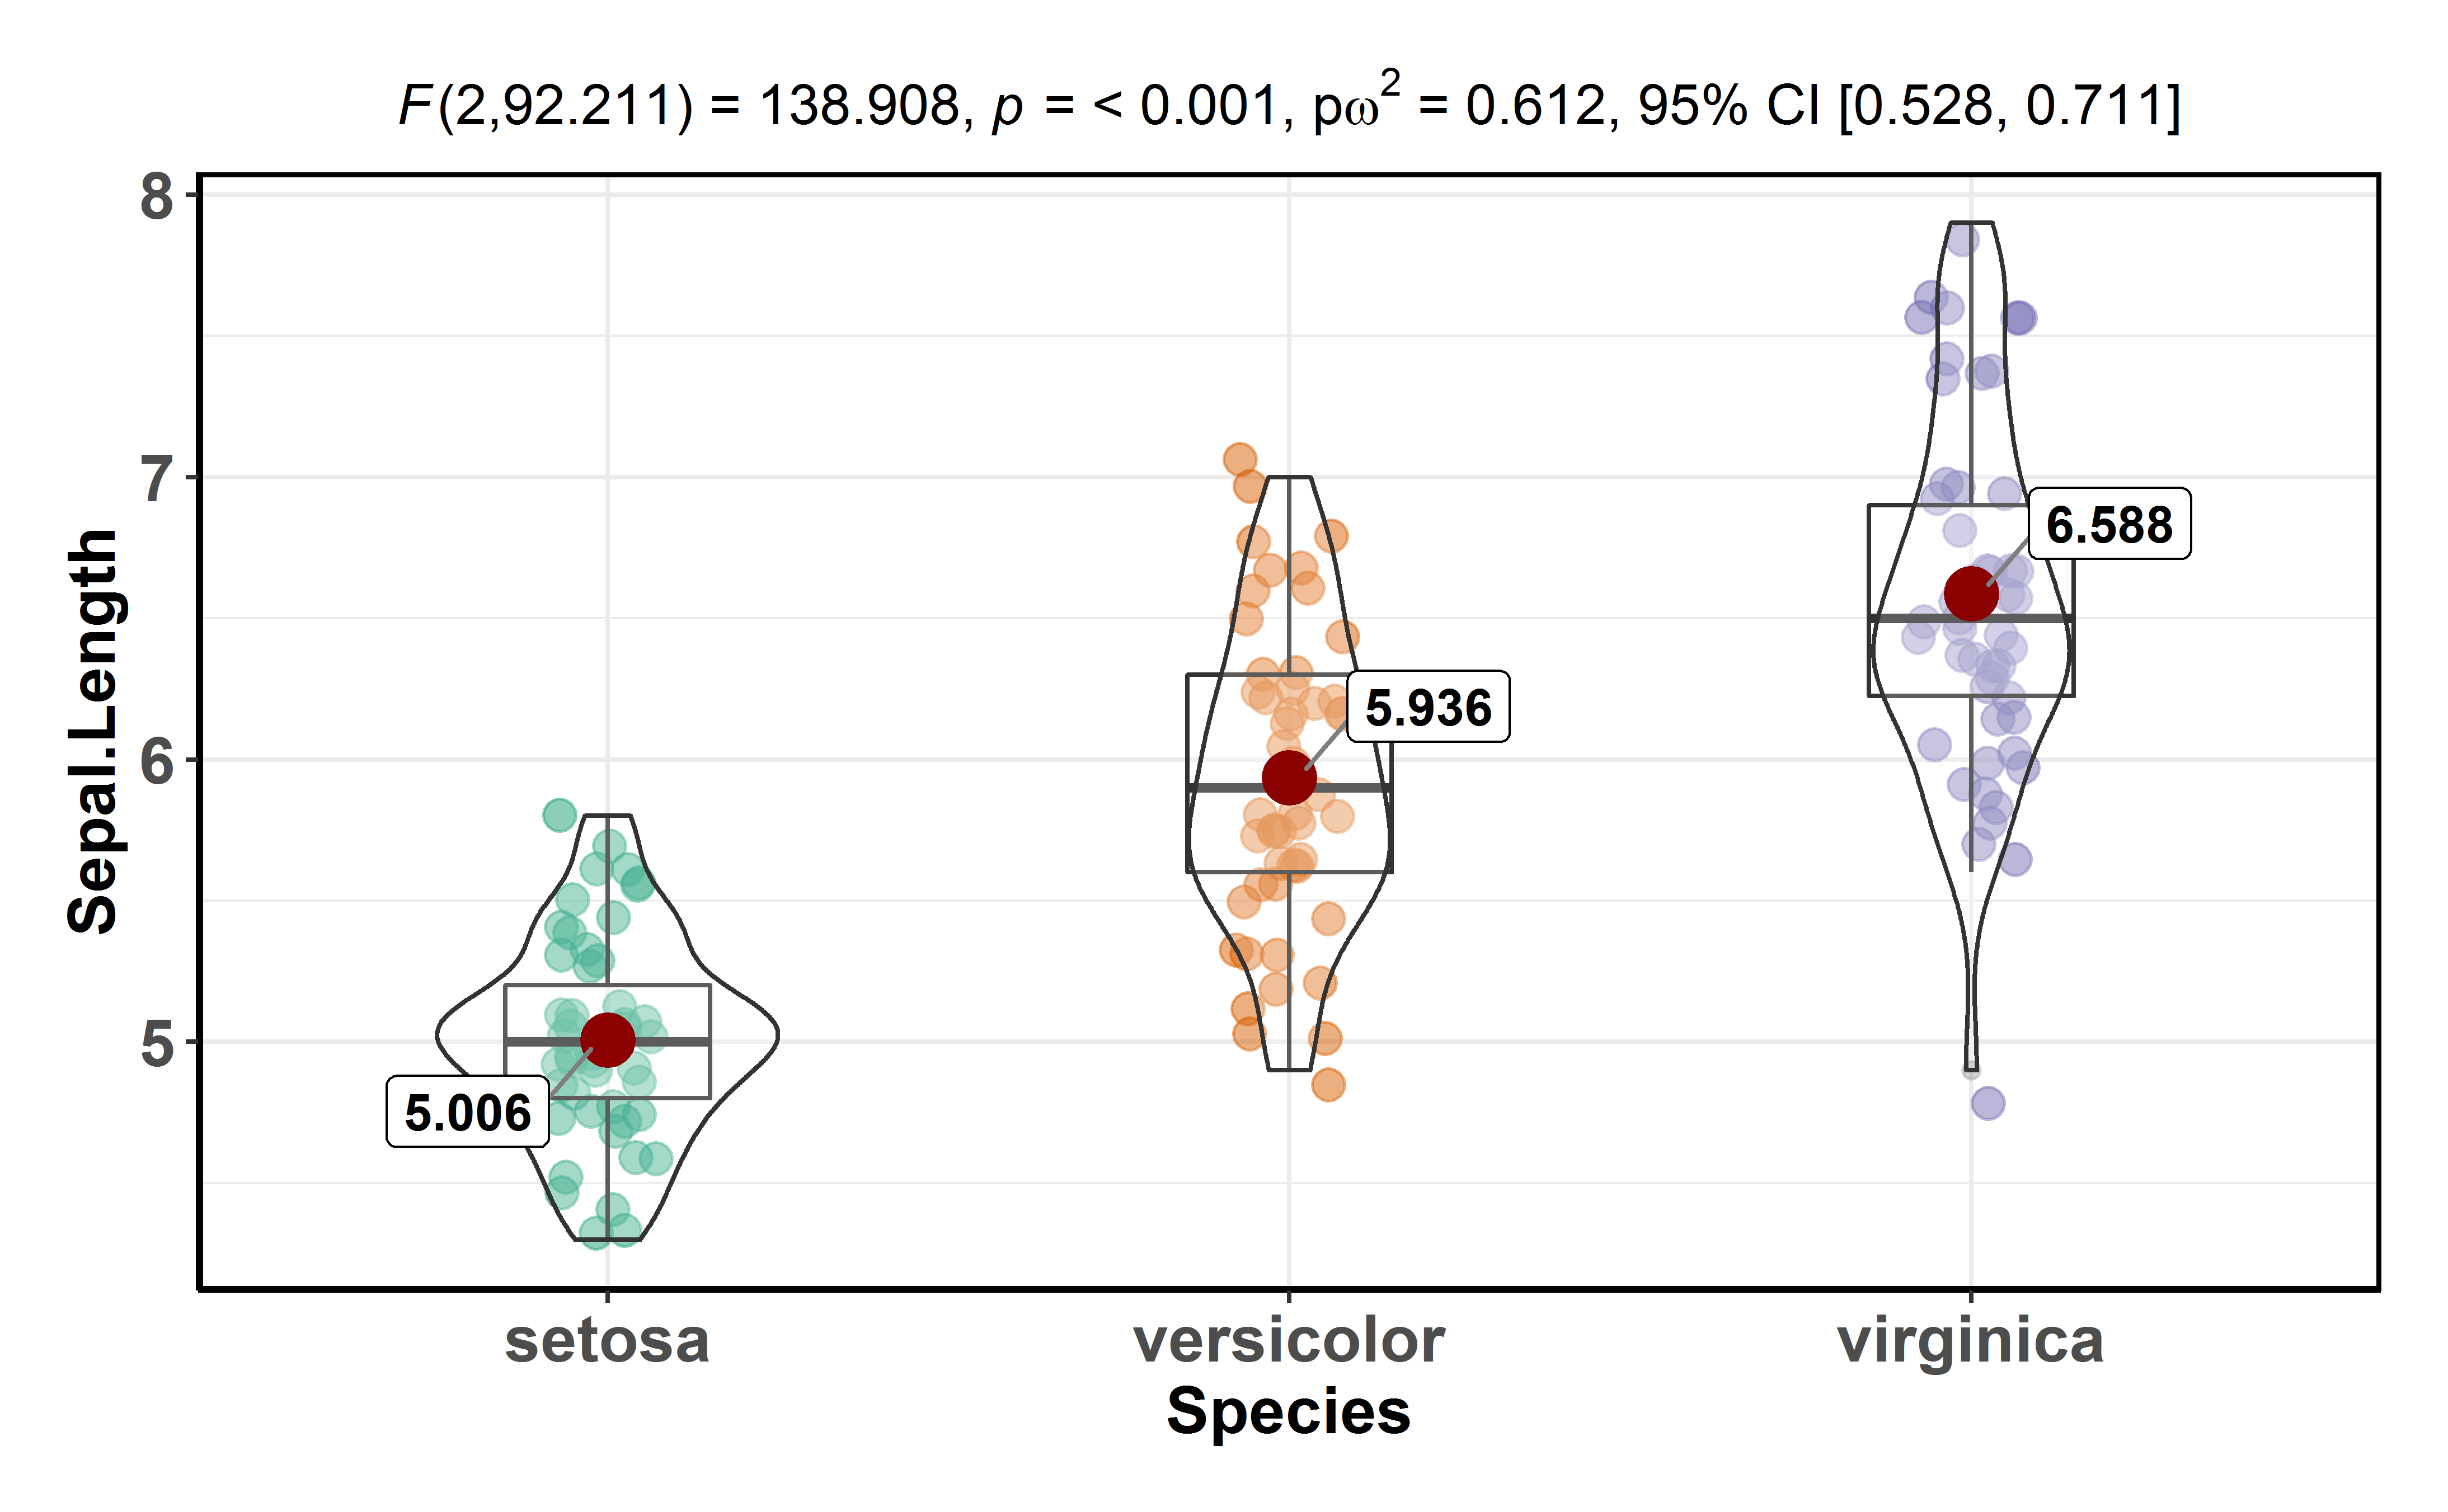 F(2,92.211) = 138.908, p = < 0.001, pω² = 0.612, 95% CI [0.528, 0.711]
8
7
6
5
Sepal.Length
6.588
5.936
5.006
setosa versicolor virginica
Species